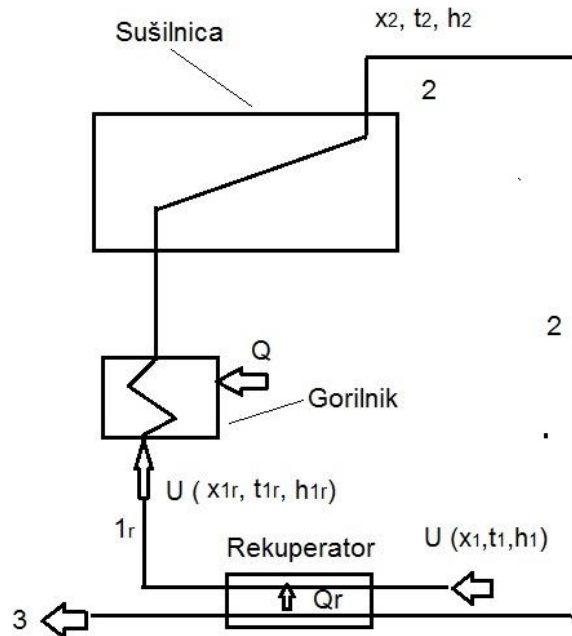 x2, t2, h2
Sušilnica
2
2
Q
Gorilnik
U ( x1r, t1r, h1r)
1r
Rekuperator
U (x1,t1,h1)
Qr
3